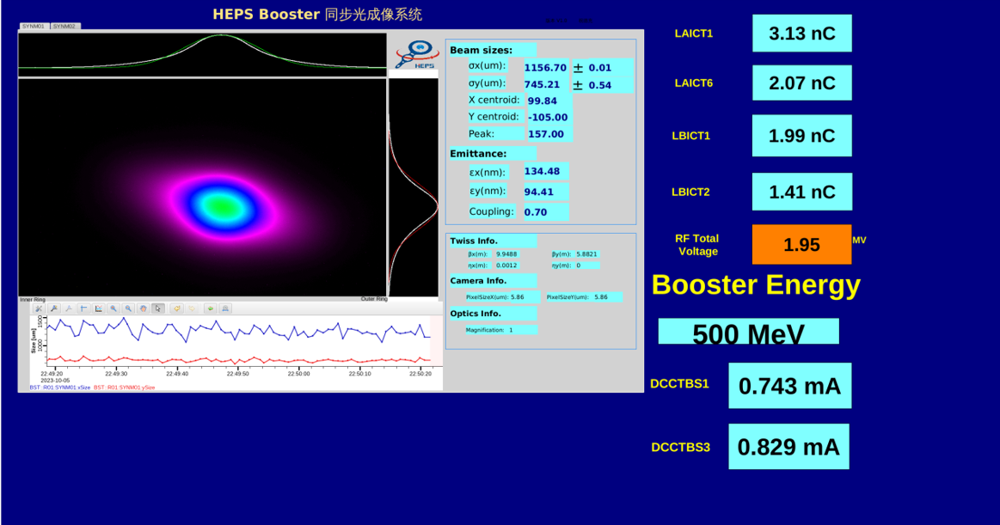 HEPS Booster 同步光成像系统
SYNM01 SYNM02
HEPS
Beam sizes:
σx(um): 1156.70 ± 0.01
σy(um): 745.21 ± 0.54
X centroid: 99.84
Y centroid: -105.00
Peak: 157.00
Emittance:
εx(nm): 134.48
εy(nm): 94.41
Coupling: 0.70
Twiss Info.
βx(m): 9.9488 βy(m): 5.8821
ηx(m): 0.0012 ηy(m): 0
Camera Info.
PixelSizeX(um): 5.86 PixelSizeY(um): 5.86
Optics Info.
Magnification: 1
Inner Ring Outer Ring
Size [um]
1500
1000
22:49:20 22:49:30 22:49:40 22:49:50 22:50:00 22:50:10 22:50:20
2023-10-05
BST :R01:SYNM01:xSize BST :R01:SYNM01:ySize
LAICT1 3.13 nC
LAICT6 2.07 nC
LBICT1 1.99 nC
LBICT2 1.41 nC
RF Total
Voltage 1.95 MV
Booster Energy
500 MeV
DCCTBS1 0.743 mA
DCCTBS3 0.829 mA